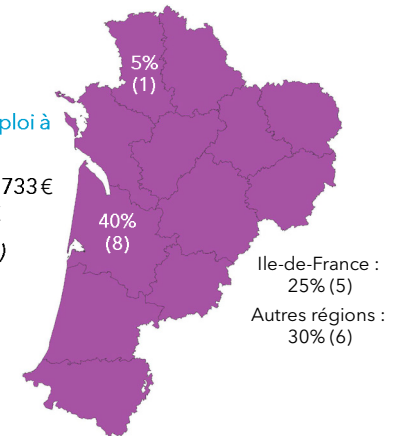 5%
(1)
ploi à
733 €
40%
(8)
)
Ile-de-France :
25% (5)
Autres régions :
30% (6)